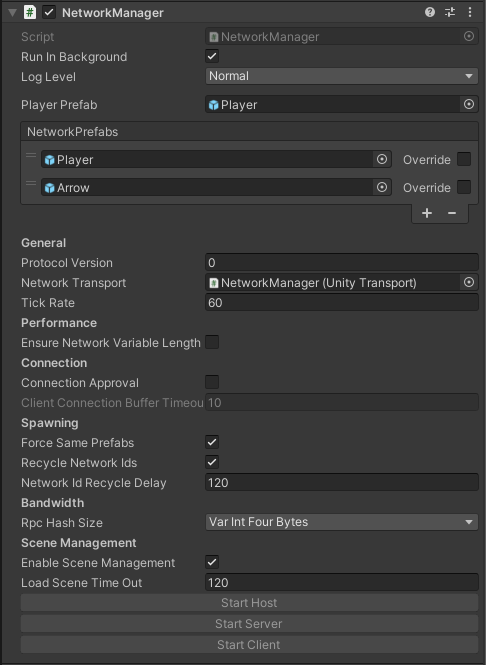 NetworkManager
Script NetworkManager
Run In Background
Log Level Normal
Player Prefab Player
NetworkPrefabs
Player Override
Arrow Override
General
Protocol Version 0
Network Transport NetworkManager (Unity Transport)
Tick Rate 60
Performance
Ensure Network Variable Length
Connection
Connection Approval
Client Connection Buffer Timeou 10
Spawning
Force Same Prefabs
Recycle Network Ids
Network Id Recycle Delay 120
Bandwidth
Rpc Hash Size Var Int Four Bytes
Scene Management
Enable Scene Management
Load Scene Time Out 120
Start Host
Start Server
Start Client